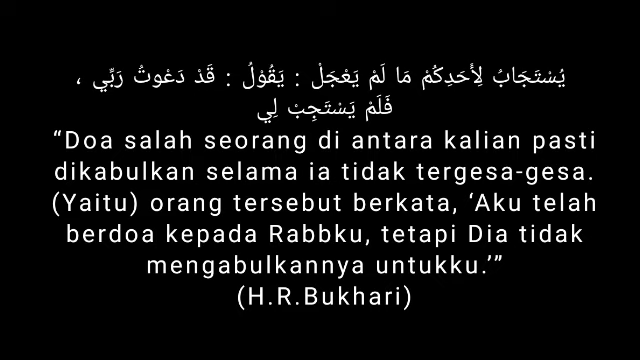 يُسْتَجَابُ لِأَحَدِكُمْ مَا لَمْ يَعْجَلْ : يَقُوْلُ : قَدْ دَعْوتُ رَبِّي ،
فَلَمْ يَسْتَجِبْ لِي
“Doa salah seorang di antara kalian pasti
dikabulkan selama ia tidak tergesa-gesa.
(Yaitu) orang tersebut berkata, ‘Aku telah
berdoa kepada Rabbku, tetapi Dia tidak
mengabulkannya untukku.’”
(H.R.Bukhari)